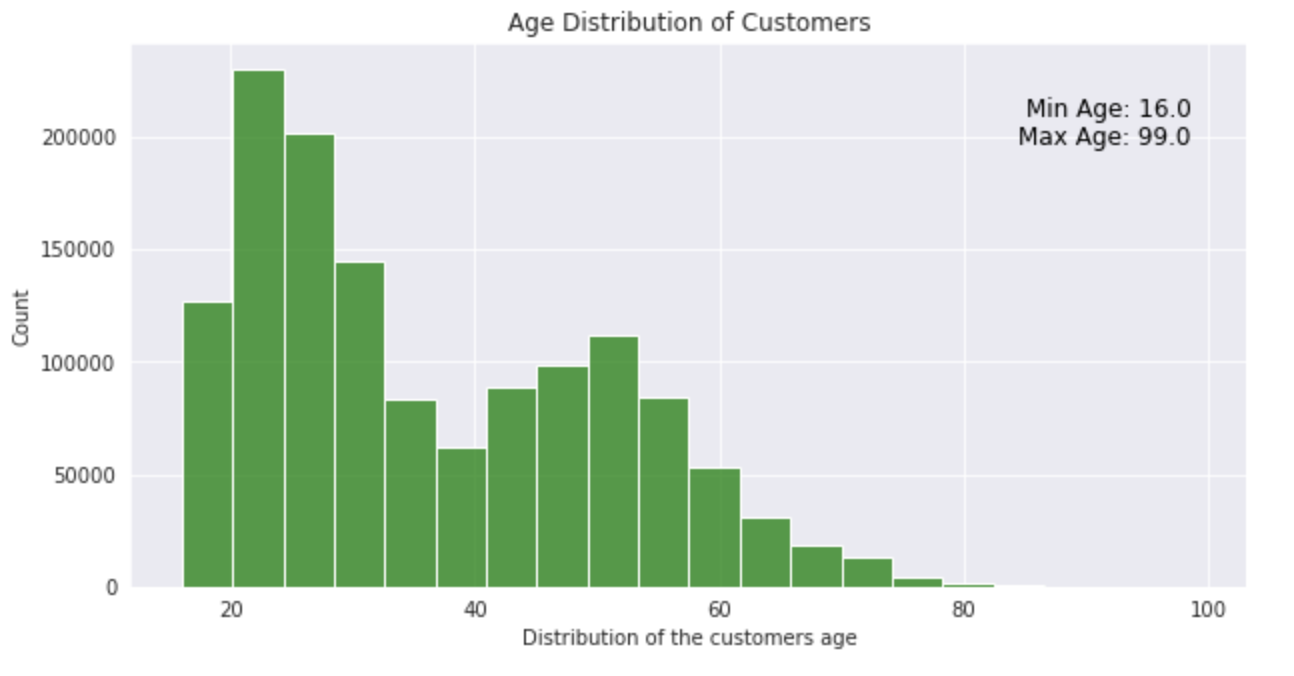 Age Distribution of Customers
Min Age: 16.0
Max Age: 99.0
200000
150000
100000
50000
0
Count
20 40 60 80 100
Distribution of the customers age